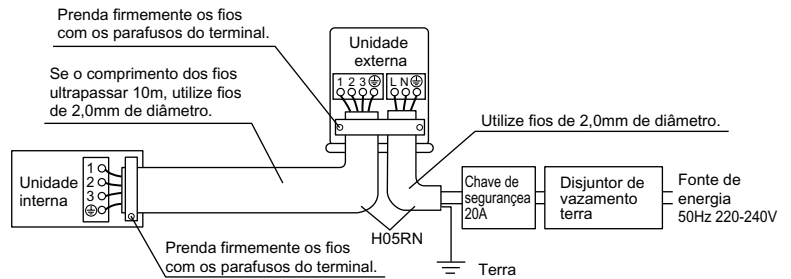 Prenda firmemente os fios
com os parafusos do terminal.
Unidade
externa
1 2 3
L N
Se o comprimento dos fios
ultrapassar 10m, utilize fios
de 2,0mm de diâmetro.
Utilize fios de 2,0mm de diâmetro.
Unidade
interna
1
2
3
Chave de
segurançea
20A
Disjuntor de
vazamento
terra
Fonte de
energia
50Hz 220-240V
H05RN
Prenda firmemente os fios
com os parafusos do terminal.
Terra